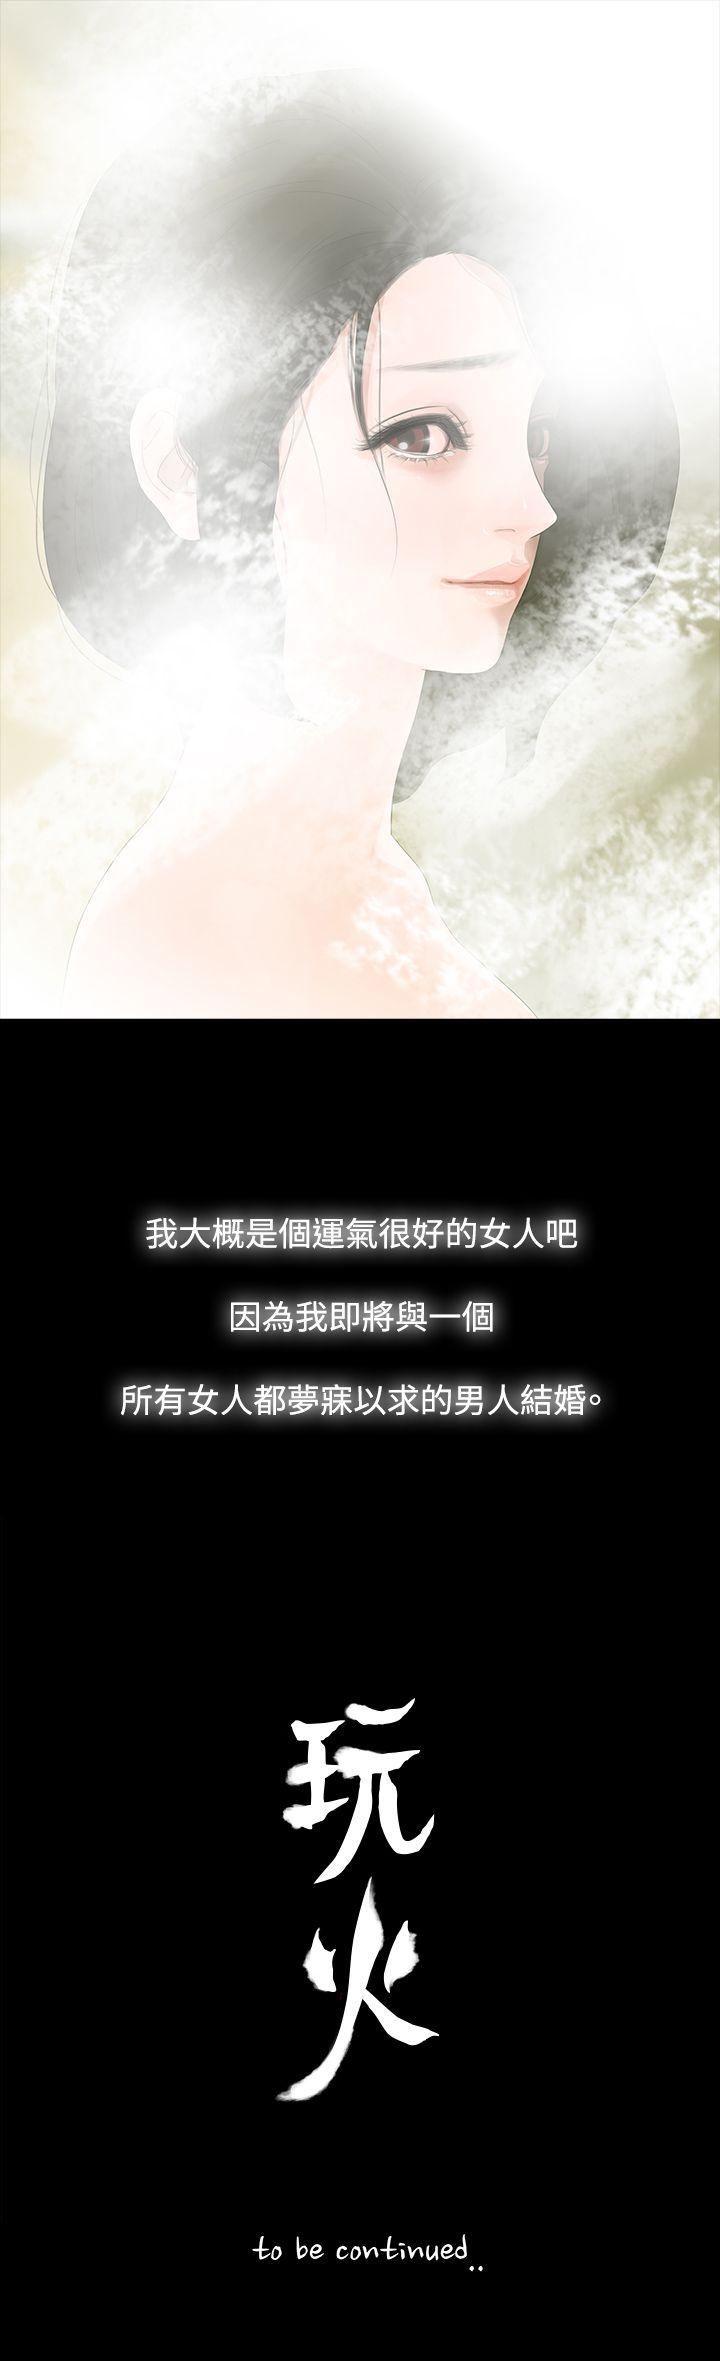 我大概是個運氣很好的女人吧
因為我即將與一個
所有女人都夢寐以求的男人結婚。
玩火
to be continued..